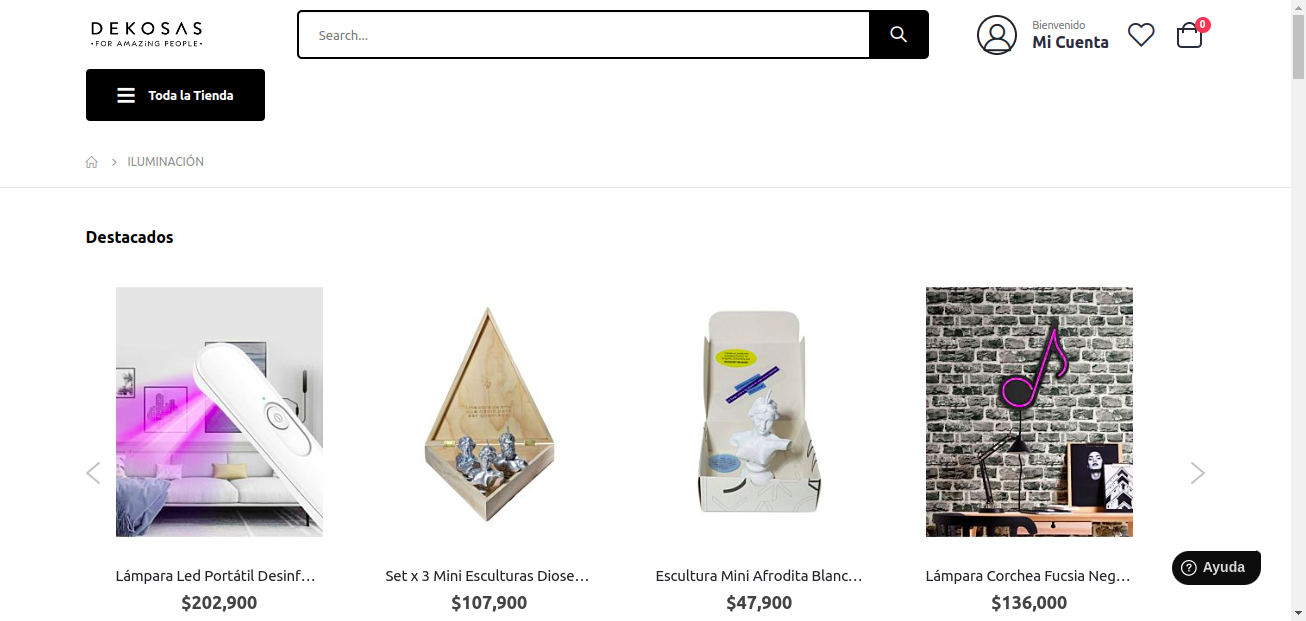 DEKOSAS
•FOR AMAZiNG PEOPLE•
Search...
Bienvenido
Mi Cuenta
0
Toda la Tienda
ILUMINACIÓN
Destacados
Lámpara Led Portátil Desinf...
$202,900
Set x 3 Mini Esculturas Diose...
$107,900
Escultura Mini Afrodita Blanc...
$47,900
Lámpara Corchea Fucsia Neg...
$136,000
Ayuda